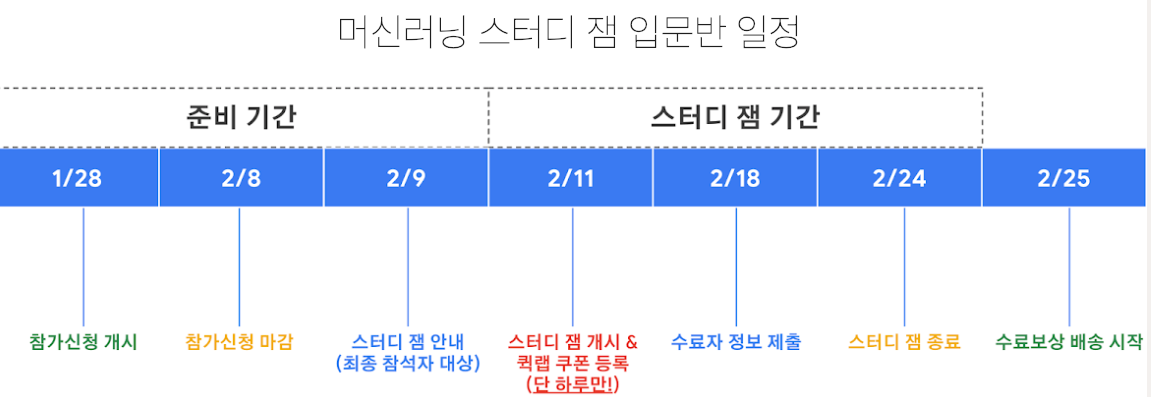 머신러닝 스터디 잼 입문반 일정
준비 기간
스터디 잼 기간
1/28
2/8
2/9
2/11
2/18
2/24
2/25
참가신청 개시
참가신청 마감
스터디 잼 안내
(최종 참석자 대상)
스터디 잼 개시 &
퀵랩 쿠폰 등록
(단 하루만!)
수료자 정보 제출
스터디 잼 종료
수료보상 배송 시작